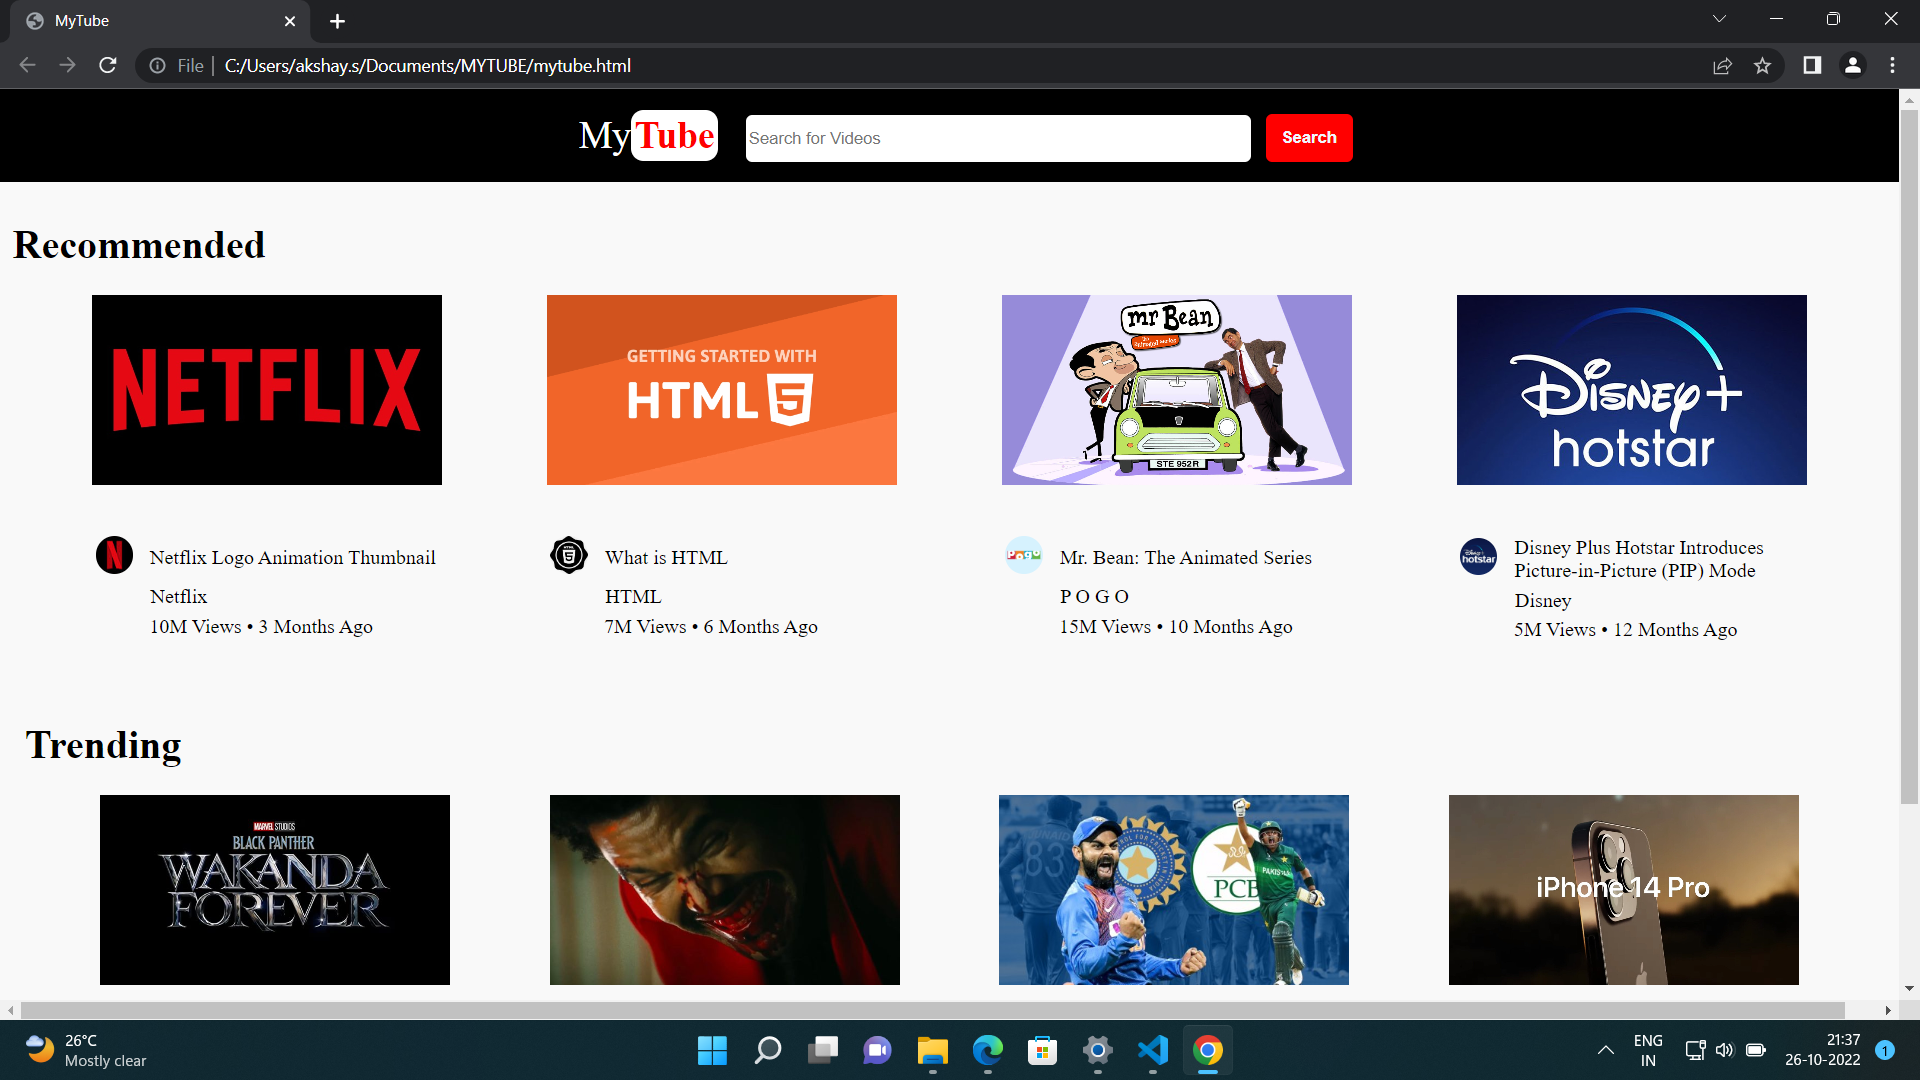 MyTube
File
C:/Users/akshay.s/Documents/MYTUBE/mytube.html
MyTube
Search for Videos
Search
Recommended
NETFLIX
GETTING STARTED WITH
HTML 5
mr Bean
the animated series
STE 952R
Disney+
hotstar
Netflix Logo Animation Thumbnail
Netflix
10M Views • 3 Months Ago
What is HTML
HTML
7M Views • 6 Months Ago
POGO
Mr. Bean: The Animated Series
P O G O
15M Views • 10 Months Ago
Disney+
hotstar
Disney Plus Hotstar Introduces
Picture-in-Picture (PIP) Mode
Disney
5M Views • 12 Months Ago
Trending
MARVEL STUDIOS
BLACK PANTHER
WAKANDA
FOREVER
PCB
PAKISTAN
iPhone 14 Pro
26°C
Mostly clear
ENG
IN
21:37
26-10-2022
1